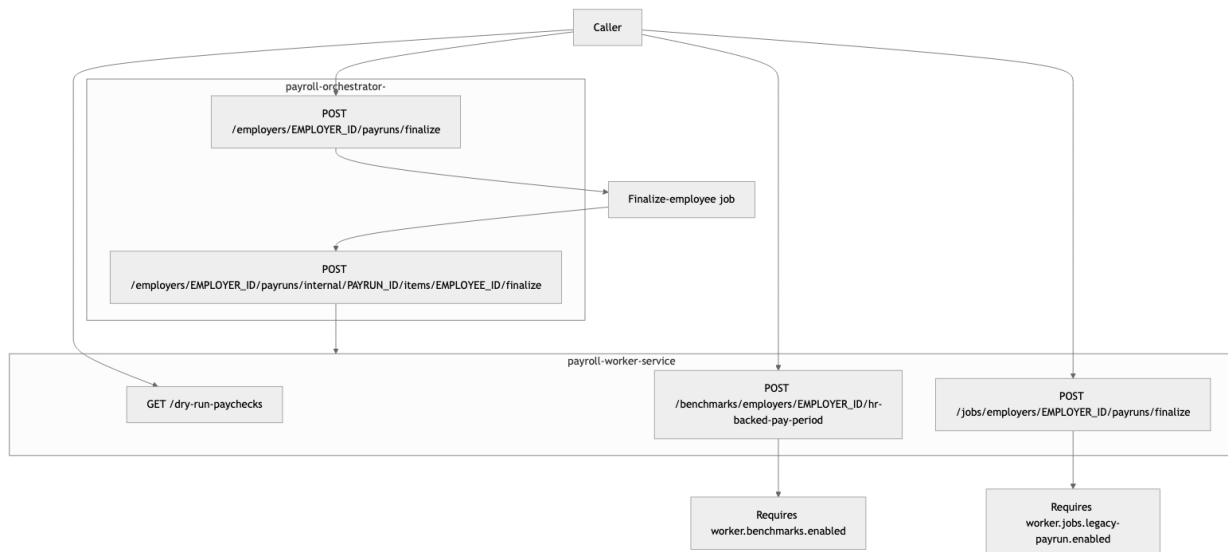 Caller
payroll-orchestrator-
POST
/employers/EMPLOYER_ID/payruns/finalize
Finalize-employee job
POST
/employers/EMPLOYER_ID/payruns/internal/PAYRUN_ID/items/EMPLOYEE_ID/finalize
payroll-worker-service
GET /dry-run-paychecks
POST
/benchmarks/employers/EMPLOYER_ID/hr-
backed-pay-period
POST
/jobs/employers/EMPLOYER_ID/payruns/finalize
Requires
worker.benchmarks.enabled
Requires
worker.jobs.legacy-
payrun.enabled